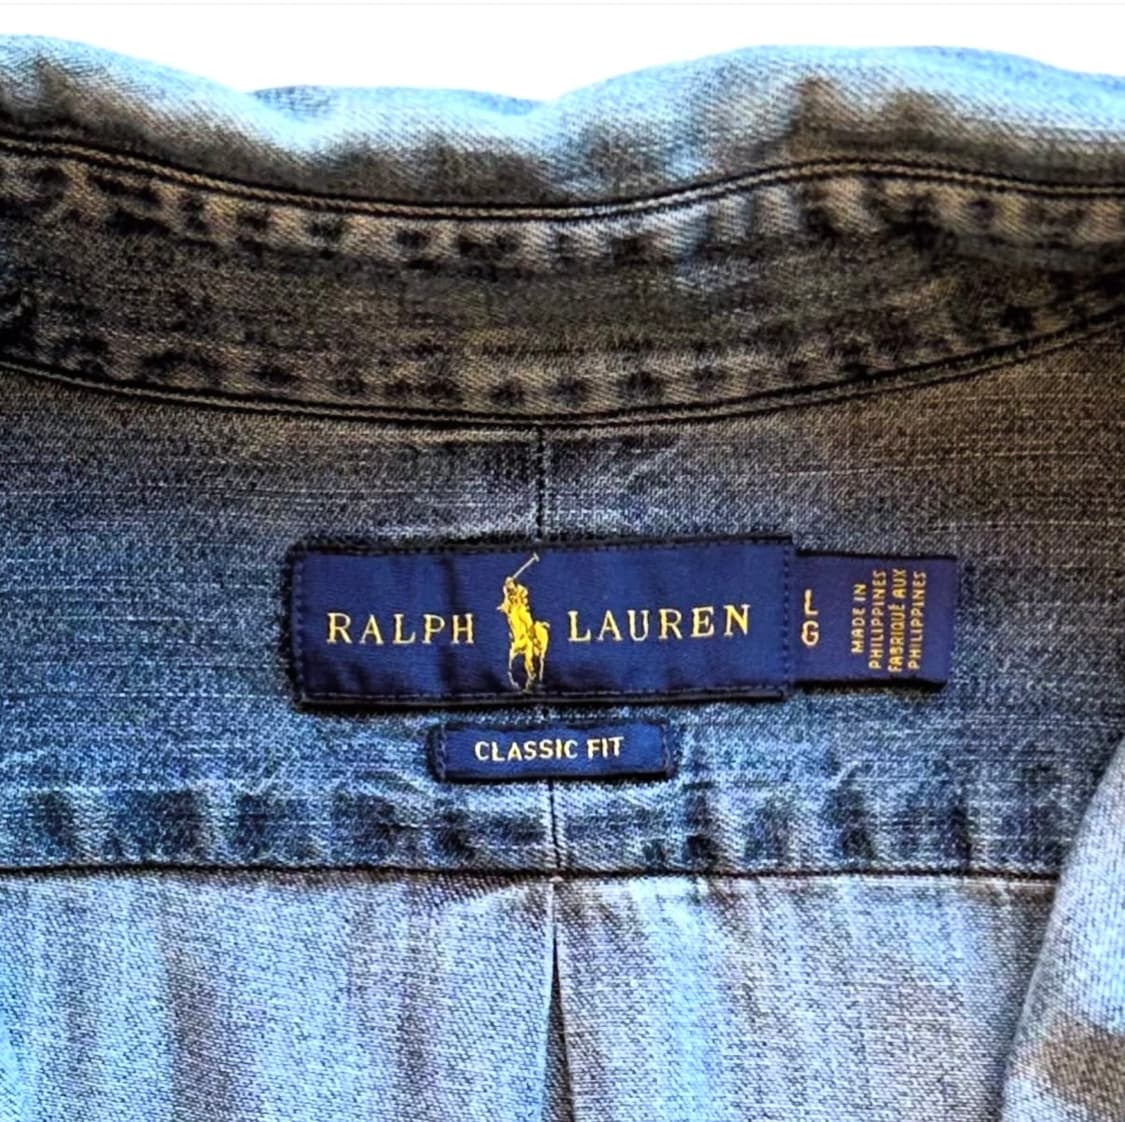 RALPH LAUREN
L
G
MADE IN
PHILIPPINES
FABRIQUÉ AUX
PHILIPPINES
CLASSIC FIT